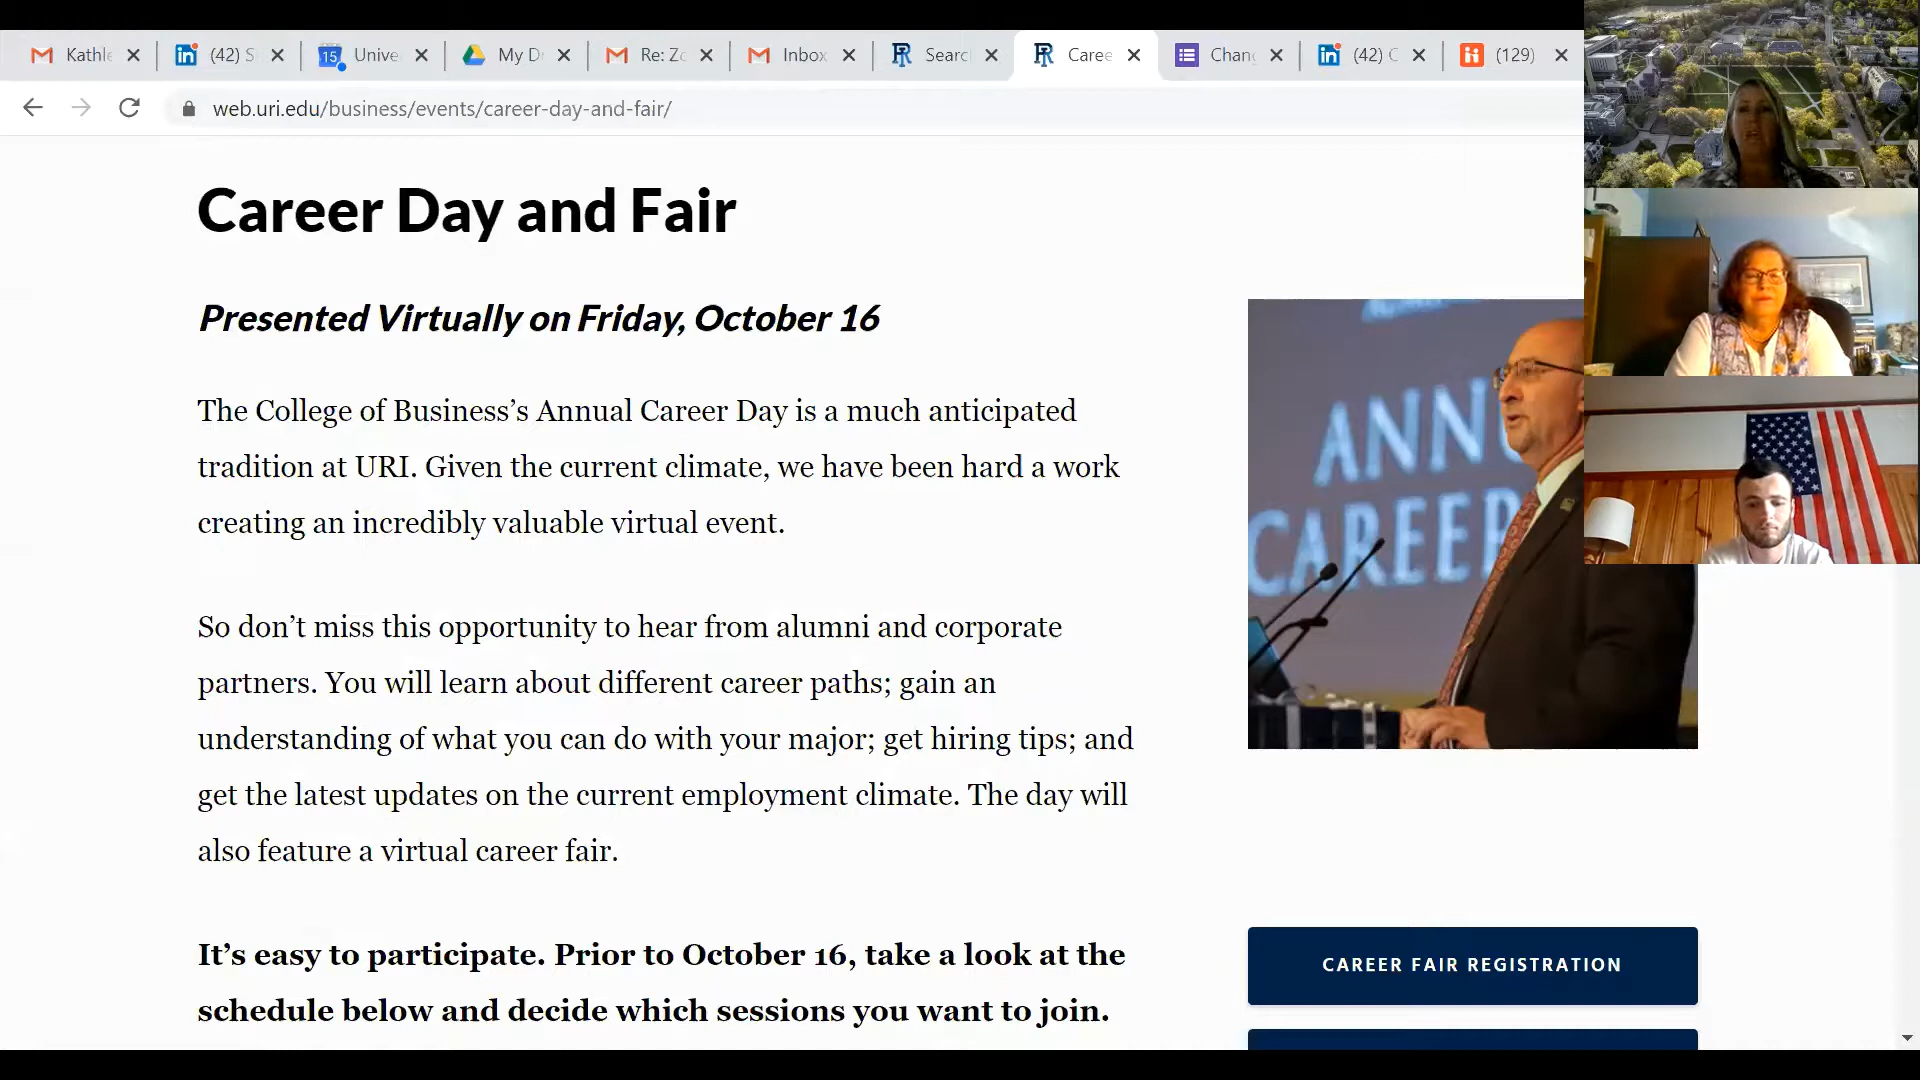 Kathle
(42) S
15
Unive
My D
Re: Zo
Inbox
Searc
Caree
Chang
(42) C
(129)
web.uri.edu/business/events/career-day-and-fair/
Career Day and Fair
Presented Virtually on Friday, October 16
The College of Business’s Annual Career Day is a much anticipated
tradition at URI. Given the current climate, we have been hard a work
creating an incredibly valuable virtual event.
So don’t miss this opportunity to hear from alumni and corporate
partners. You will learn about different career paths; gain an
understanding of what you can do with your major; get hiring tips; and
get the latest updates on the current employment climate. The day will
also feature a virtual career fair.
It’s easy to participate. Prior to October 16, take a look at the
schedule below and decide which sessions you want to join.
ANNU
CAREER
CAREER FAIR REGISTRATION